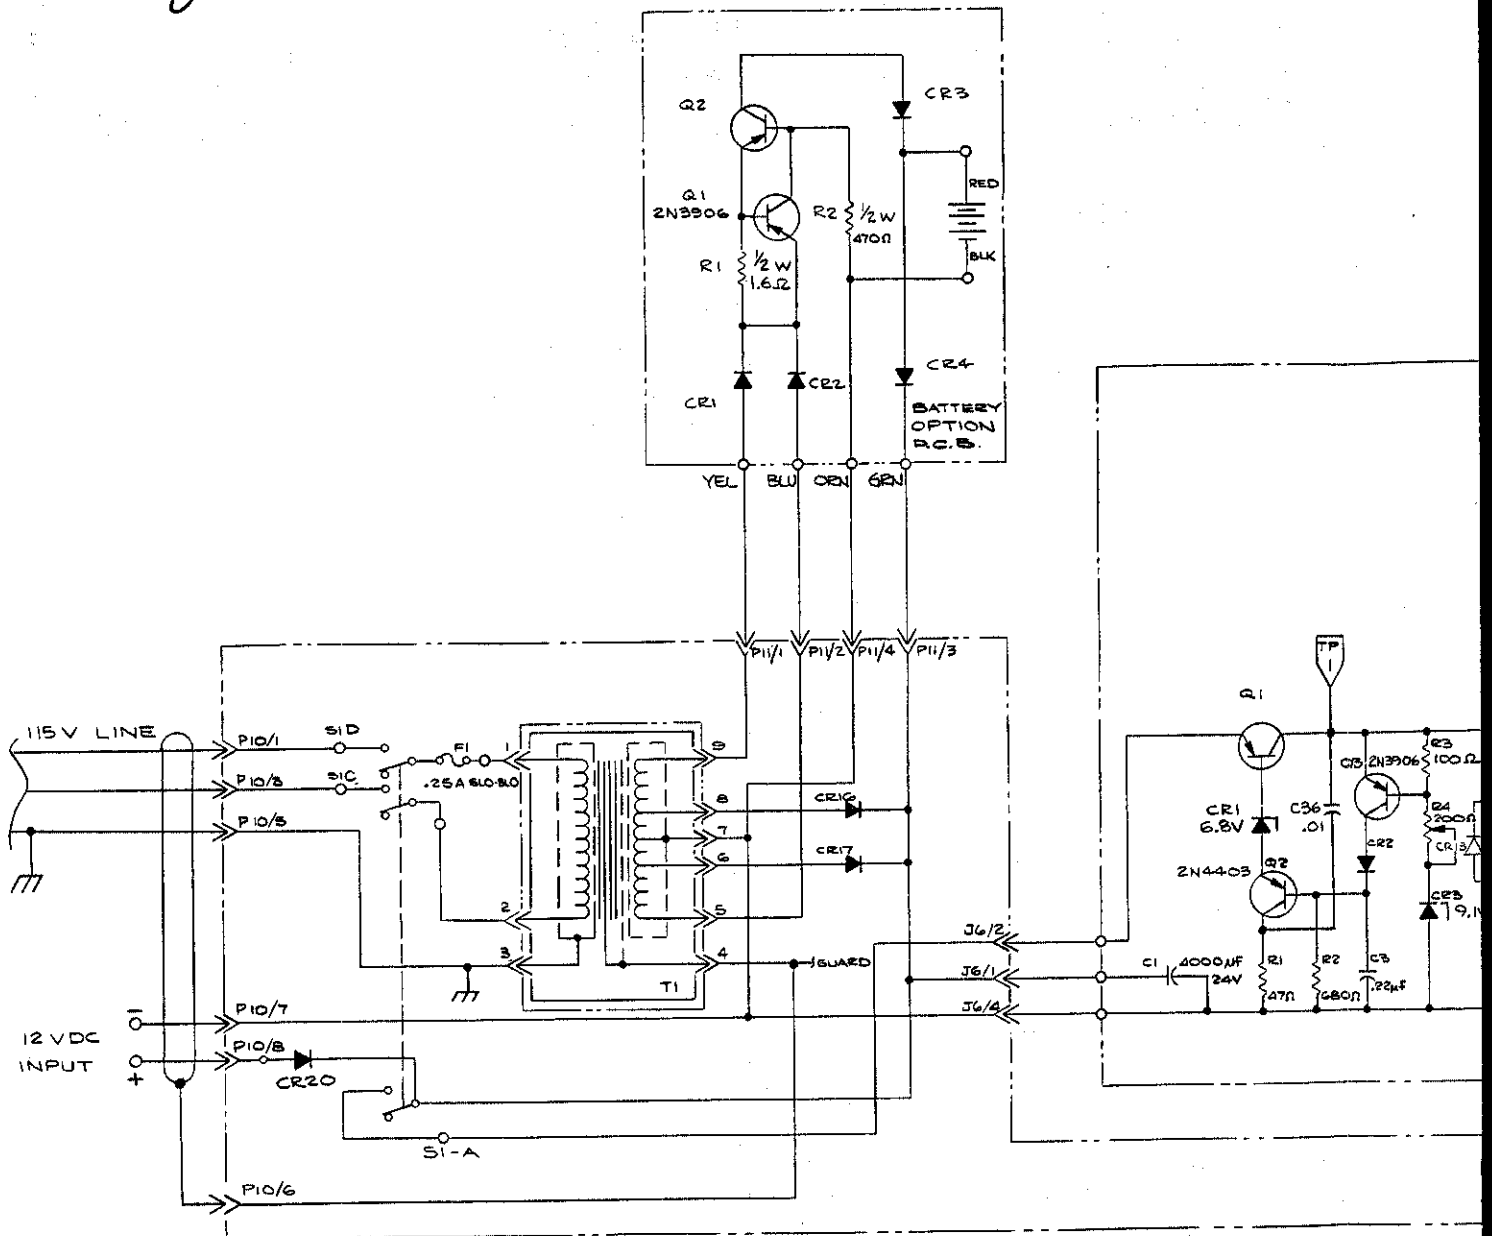 CR3
Q2
RED
Q1
2N3906
R2
1/2 W
470Ω
BLK
R1
1/2 W
1.6Ω
CR4
CR2
CR1
BATTERY
OPTION
P.C.B.
YEL
BLU
ORN
GRN
P11/1
P11/2
P11/4
P11/3
TP
1
Q1
115V LINE
P10/1
S1D
F1
.25A SLO-BLO
1
9
P10/3
S1C
8
CR16
7
P10/5
CR17
6
2
5
3
4
GUARD
T1
R3
100Ω
Q3
2N3906
R4
200Ω
CR1
6.8V
C36
.01
CR13
CR2
2N4403
Q2
CR3
J6/2
J6/1
C1
4000µF
24V
R1
47Ω
R2
680Ω
C3
.22µF
J6/4
P10/7
-
12 VDC
INPUT
+
P10/8
CR20
S1-A
P10/6